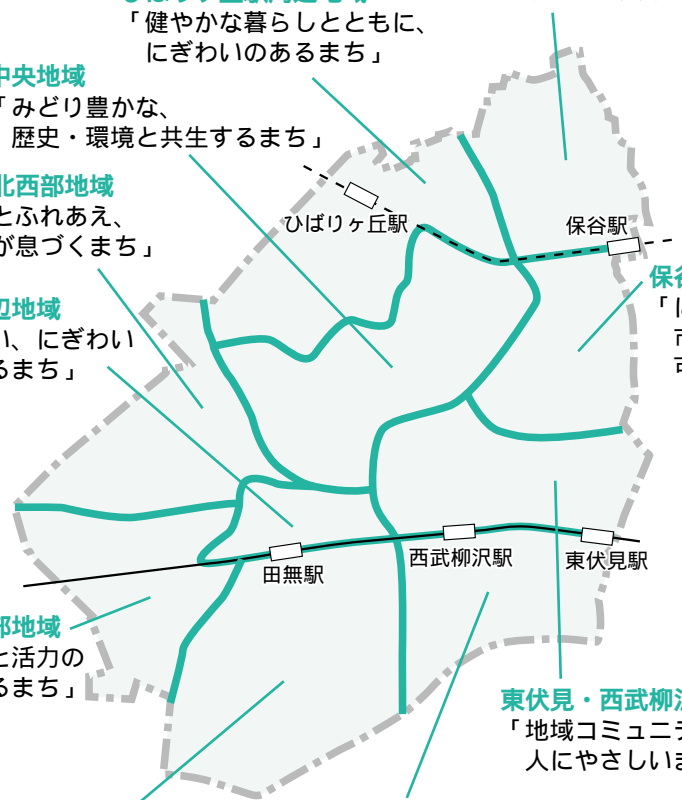 「健やかな暮らしとともに、
にぎわいのあるまち」
中央地域
「みどり豊かな、
歴史・環境と共生するまち」
北西部地域
とふれあえ、
が息づくまち」
辺地域
い、にぎわい
るまち」
ひばりヶ丘駅
保谷駅
保谷
田無駅
西武柳沢駅
東伏見駅
部地域
と活力の
るまち」
東伏見・西武柳沢
「地域コミュニテ
人にやさしいま